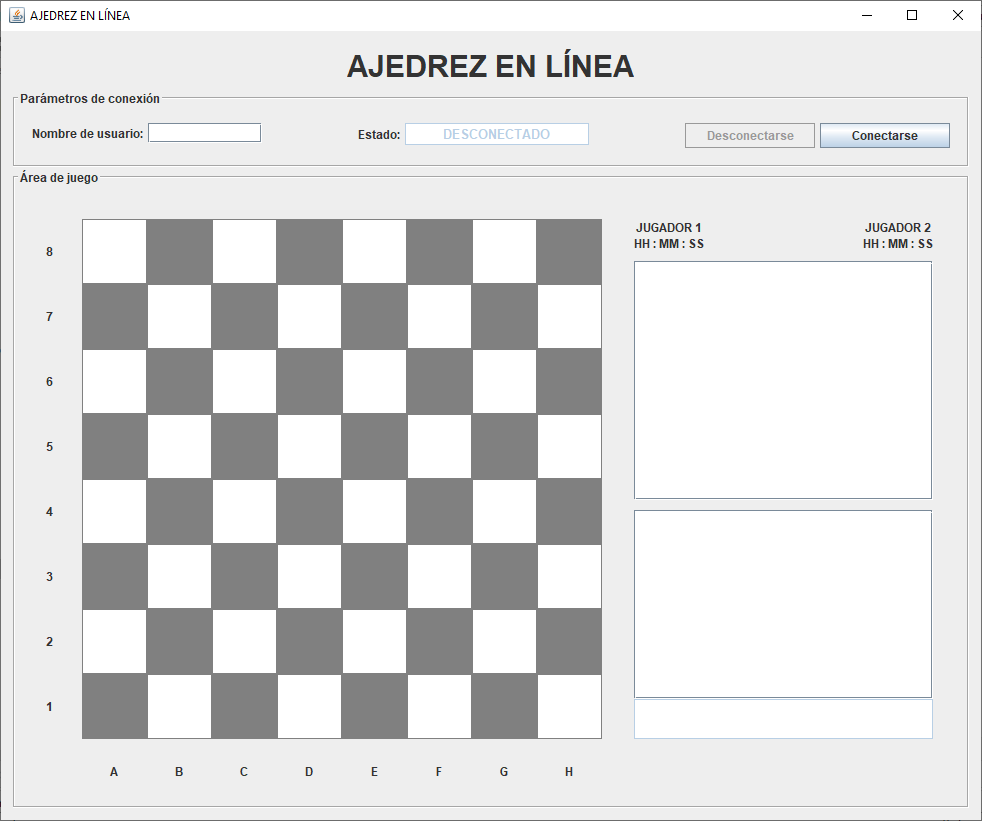 AJEDREZ EN LÍNEA
AJEDREZ EN LÍNEA
Parámetros de conexión
Nombre de usuario: Estado: DESCONECTADO Desconectarse Conectarse
Área de juego
JUGADOR 1 JUGADOR 2
HH : MM : SS HH : MM : SS
8
7
6
5
4
3
2
1
A B C D E F G H